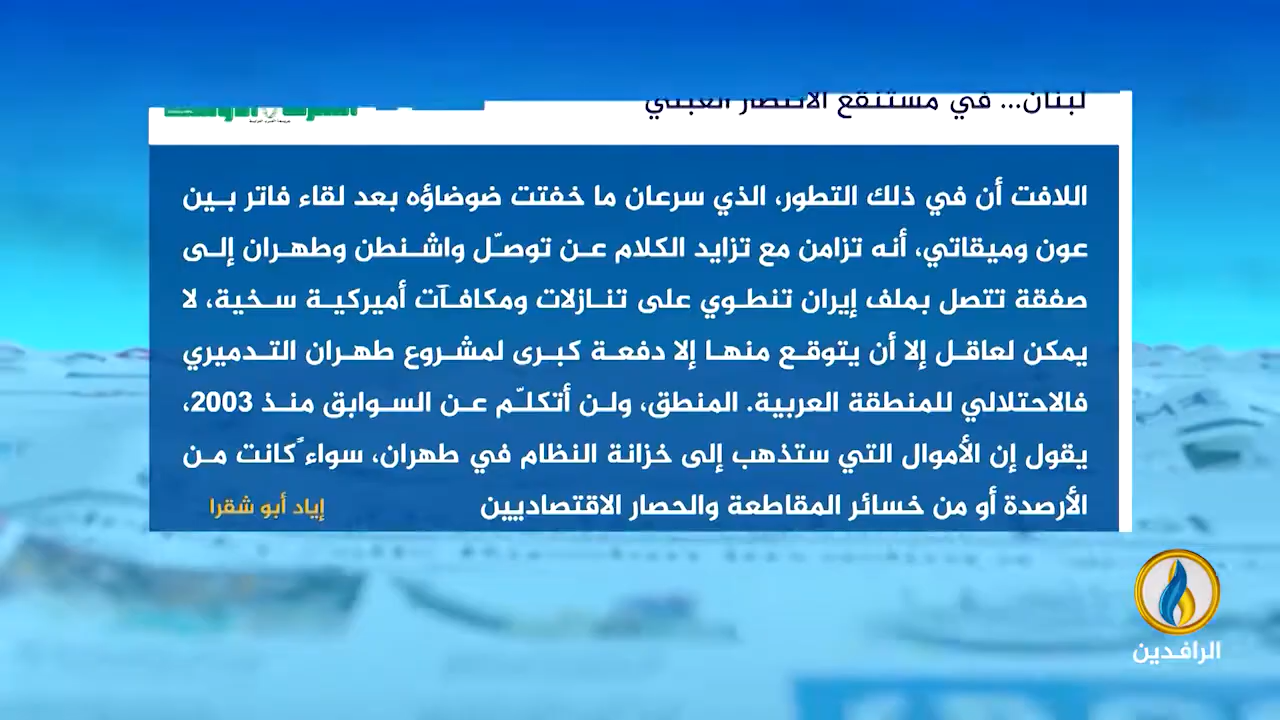 لبنان... في مستنقع الانتصار العبثي
اللافت أن في ذلك التطور، الذي سرعان ما خفتت ضوضاؤه بعد لقاء فاتر بين
عون وميقاتي، أنه تزامن مع تزايد الكلام عن توصّل واشنطن وطهران إلى
صفقة تتصل بملف إيران تنطوي على تنازلات ومكافآت أميركية سخية، لا
يمكن لعاقل إلا أن يتوقع منها إلا دفعة كبرى لمشروع طهران التدميري
فالاحتلالي للمنطقة العربية. المنطق، ولن أتكلّم عن السوابق منذ 2003،
يقول إن الأموال التي ستذهب إلى خزانة النظام في طهران، سواءً كانت من
الأرصدة أو من خسائر المقاطعة والحصار الاقتصاديين
إياد أبو شقرا
الرافدين